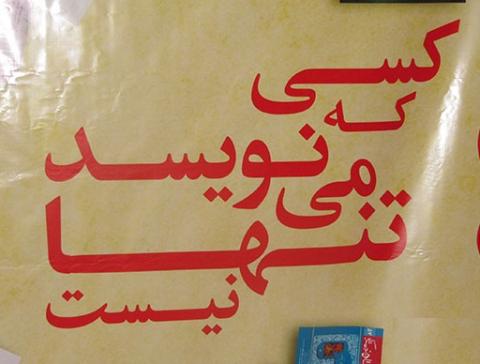 کسی
که
می نویسد
تنها
نیست